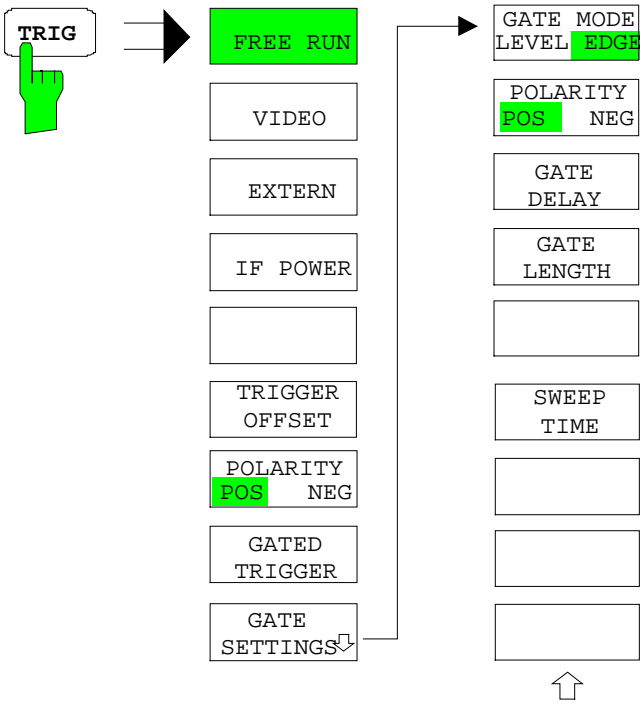 TRIG
FREE RUN
VIDEO
EXTERN
IF POWER
TRIGGER
OFFSET
POLARITY
POS NEG
GATED
TRIGGER
GATE
SETTINGS
GATE MODE
LEVEL EDGE
POLARITY
POS NEG
GATE
DELAY
GATE
LENGTH
SWEEP
TIME